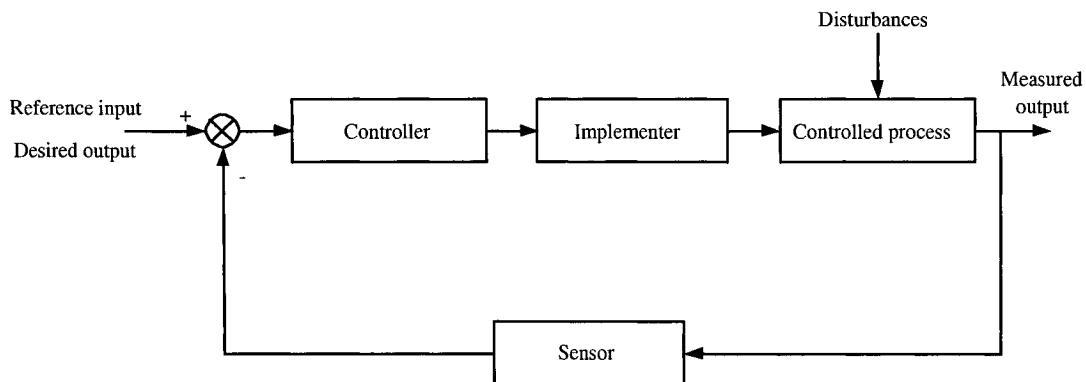 Disturbances
Measured
output
Reference input
+
Controller
Implementer
Controlled process
Desired output
-
Sensor